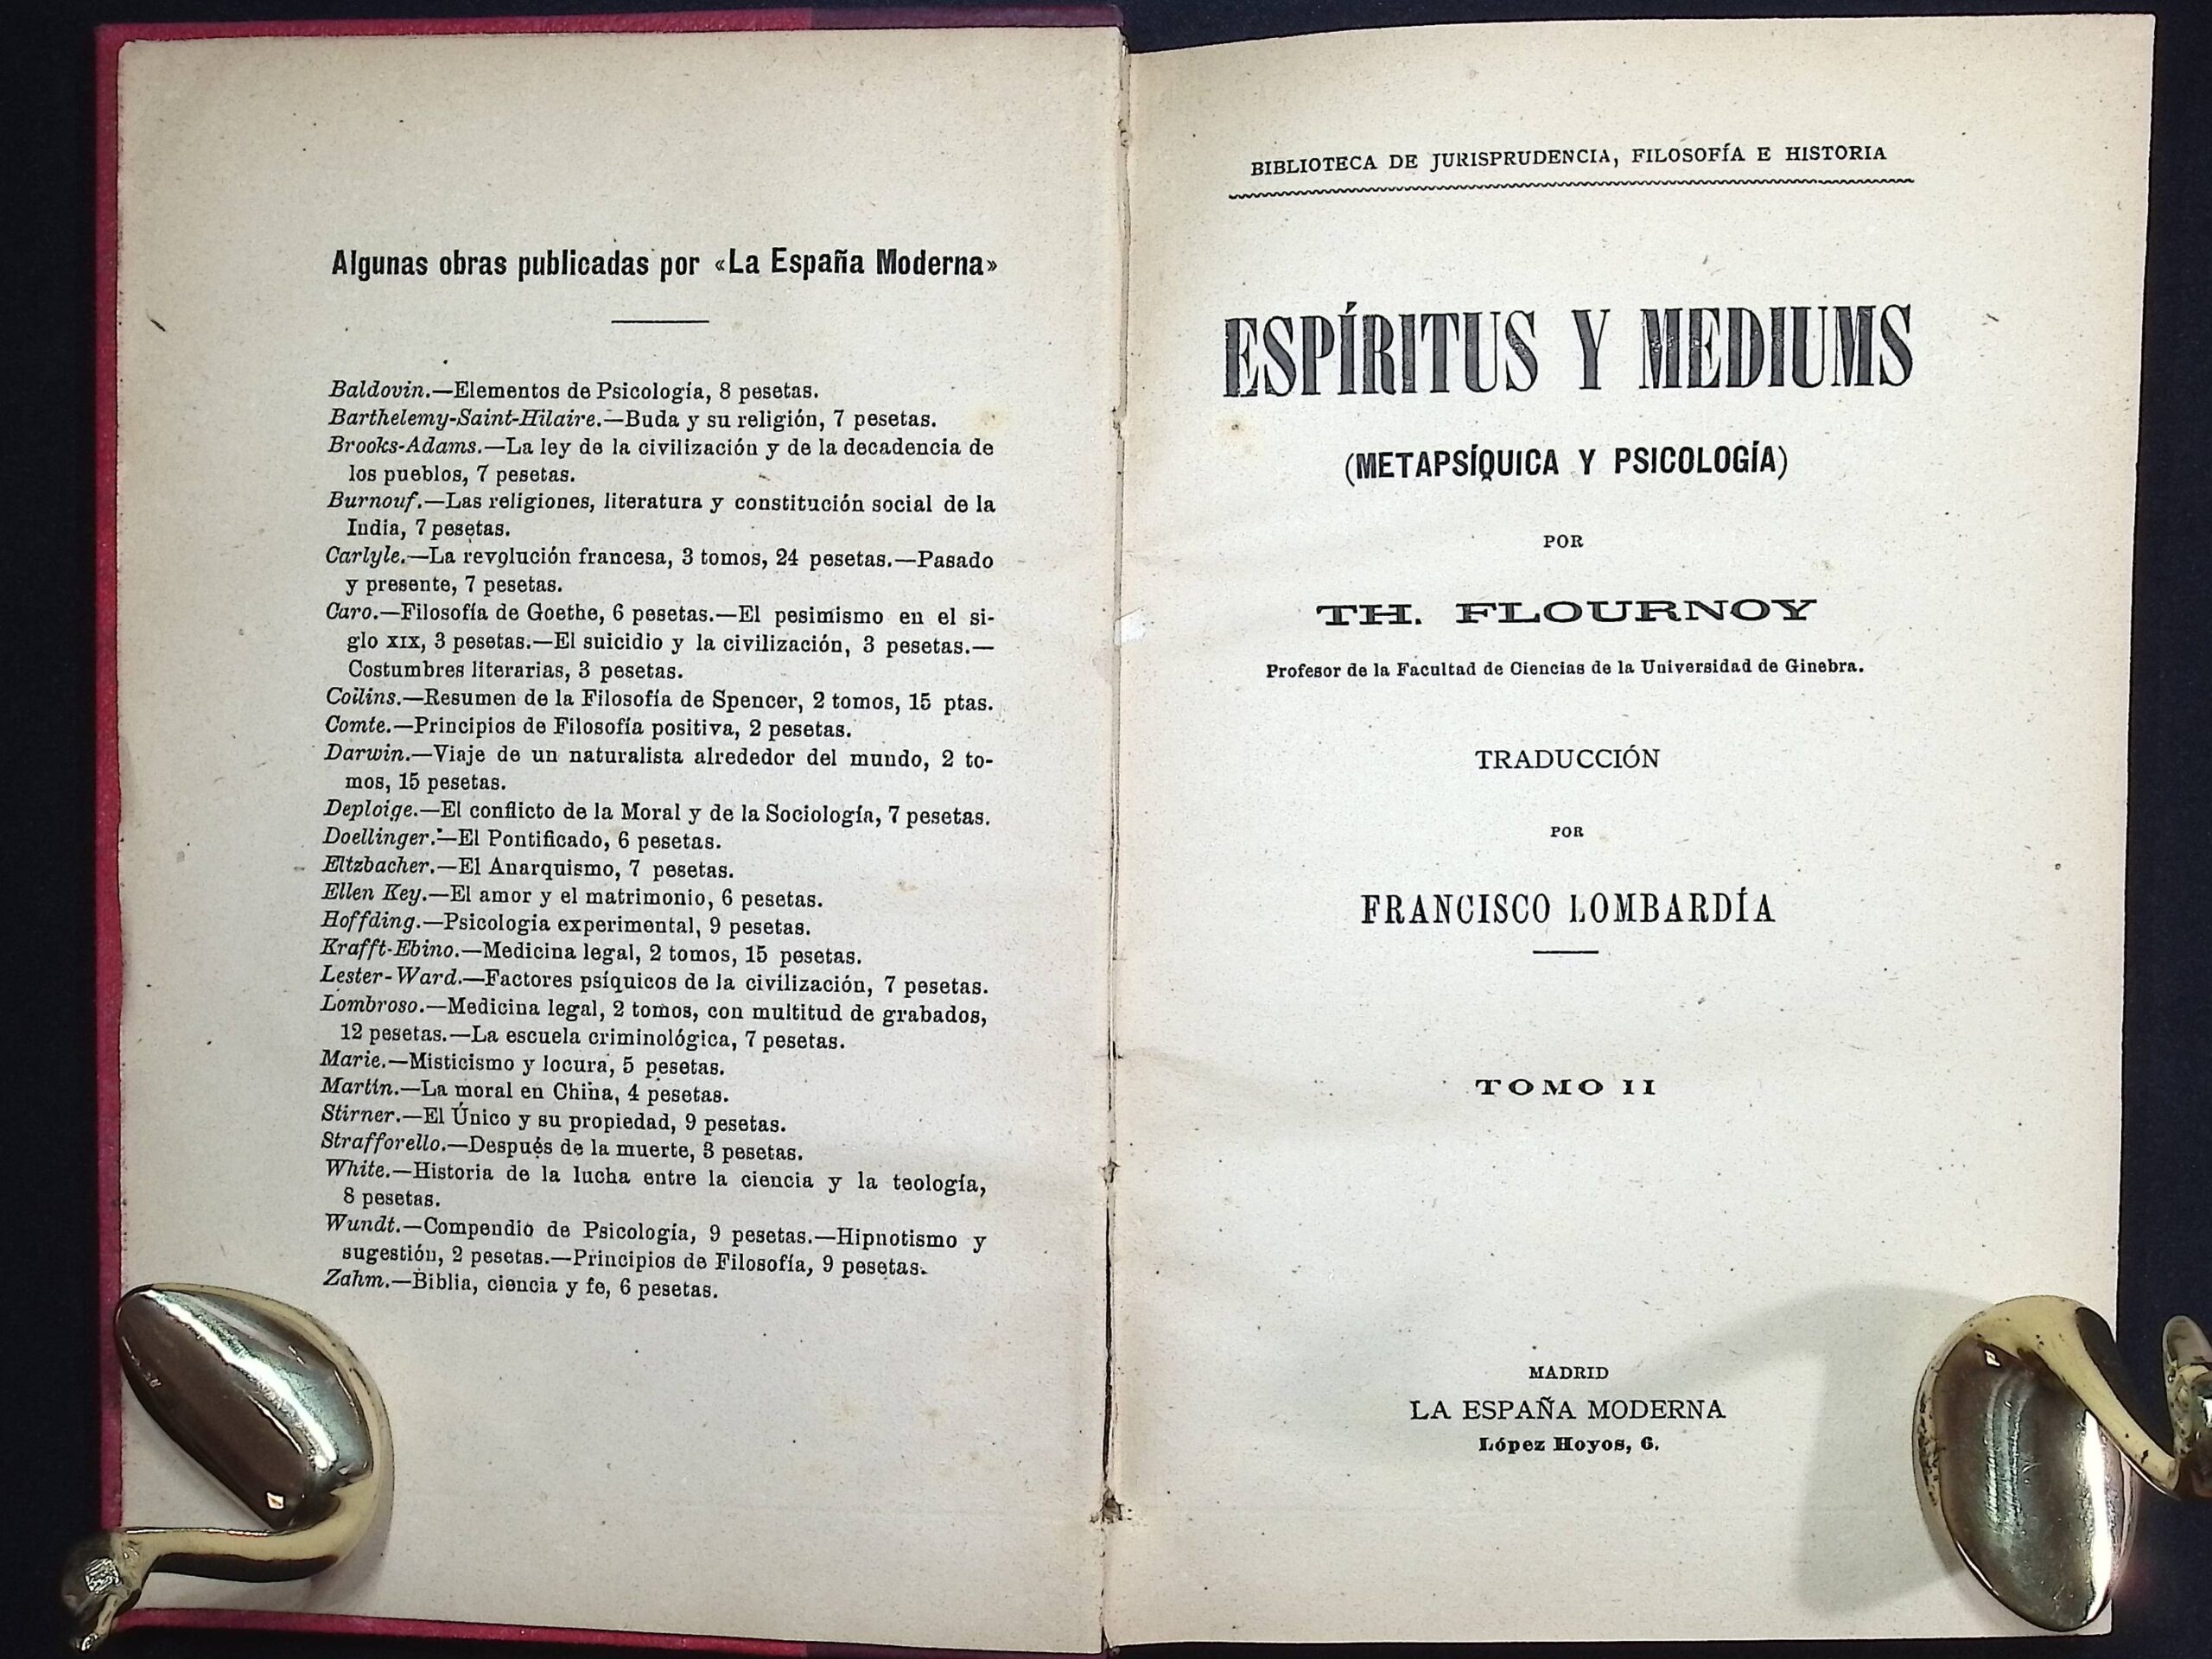 Algunas obras publicadas por «La España Moderna»
Baldovin.—Elementos de Psicología, 8 pesetas.
Barthelemy-Saint-Hilaire.—Buda y su religión, 7 pesetas.
Brooks-Adams.—La ley de la civilización y de la decadencia de
los pueblos, 7 pesetas.
Burnouf.—Las religiones, literatura y constitución social de la
India, 7 pesetas.
Carlyle.—La revolución francesa, 3 tomos, 24 pesetas.—Pasado
y presente, 7 pesetas.
Caro.—Filosofía de Goethe, 6 pesetas.—El pesimismo en el si-
glo XIX, 3 pesetas.—El suicidio y la civilización, 3 pesetas.—
Costumbres literarias, 3 pesetas.
Coilins.—Resumen de la Filosofía de Spencer, 2 tomos, 15 ptas.
Comte.—Principios de Filosofía positiva, 2 pesetas.
Darwin.—Viaje de un naturalista alrededor del mundo, 2 to-
mos, 15 pesetas.
Deploige.—El conflicto de la Moral y de la Sociología, 7 pesetas.
Doellinger.—El Pontificado, 6 pesetas.
Eltzbacher.—El Anarquismo, 7 pesetas.
Ellen Key.—El amor y el matrimonio, 6 pesetas.
Hoffding.—Psicologia experimental, 9 pesetas.
Krafft-Ebino.—Medicina legal, 2 tomos, 15 pesetas.
Lester-Ward.—Factores psíquicos de la civilización, 7 pesetas.
Lombroso.—Medicina legal, 2 tomos, con multitud de grabados,
12 pesetas.—La escuela criminológica, 7 pesetas.
Marie.—Misticismo y locura, 5 pesetas.
Martin.—La moral en China, 4 pesetas.
Stirner.—El Único y su propiedad, 9 pesetas.
Strafforello.—Después de la muerte, 3 pesetas.
White.—Historia de la lucha entre la ciencia y la teología,
8 pesetas.
Wundt.—Compendio de Psicología, 9 pesetas.—Hipnotismo y
sugestión, 2 pesetas.—Principios de Filosofía, 9 pesetas.
Zahm.—Biblia, ciencia y fe, 6 pesetas.
BIBLIOTECA DE JURISPRUDENCIA, FILOSOFÍA E HISTORIA
ESPÍRITUS Y MEDIUMS
(METAPSÍQUICA Y PSICOLOGÍA)
POR
TH. FLOURNOY
Profesor de la Facultad de Ciencias de la Universidad de Ginebra.
TRADUCCIÓN
POR
FRANCISCO LOMBARDÍA
TOMO II
MADRID
LA ESPAÑA MODERNA
López Hoyos, 6.